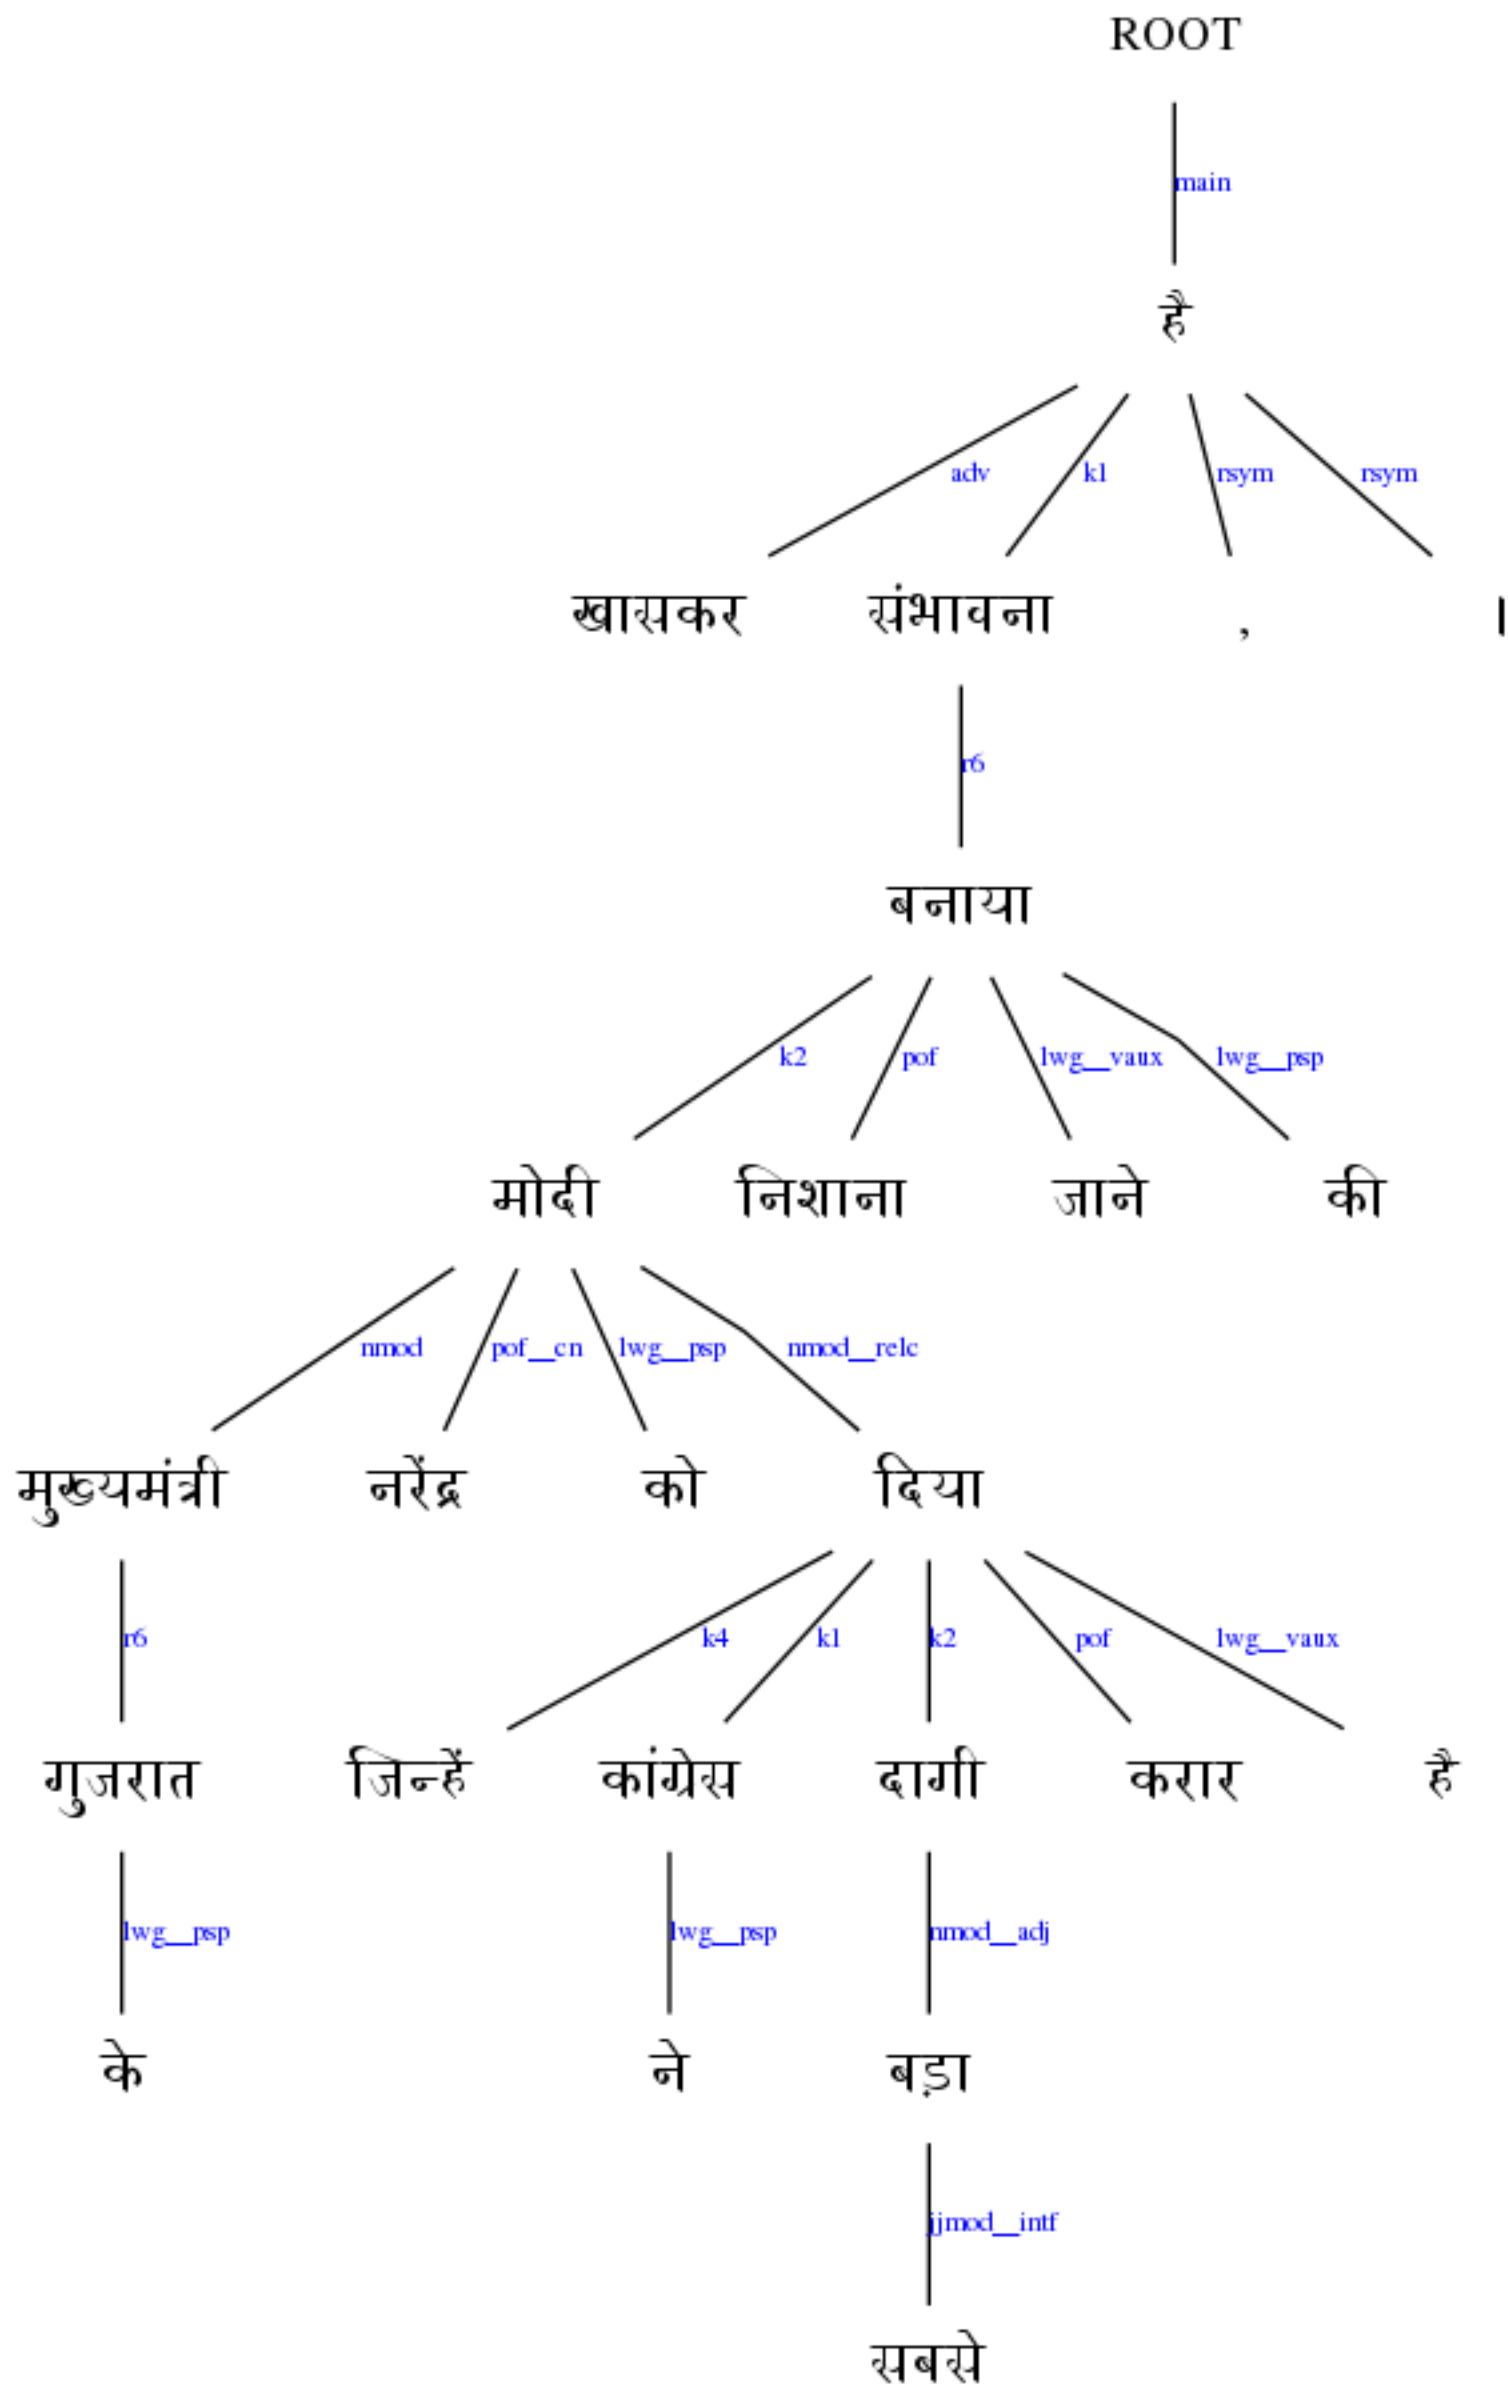 ROOT
main
है
adv k1 rsym rsym
खासकर संभावना , ।
r6
बनाया
k2 pof lwg__vaux lwg__psp
मोदी निशाना जाने की
nmod pof__cn lwg__psp nmod__relc
मुख्यमंत्री नरेंद्र को दिया
r6 k4 k1 k2 pof lwg__vaux
गुजरात जिन्हें कांग्रेस दागी करार है
lwg__psp lwg__psp nmod__adj
के ने बड़ा
jjmod__intf
सबसे